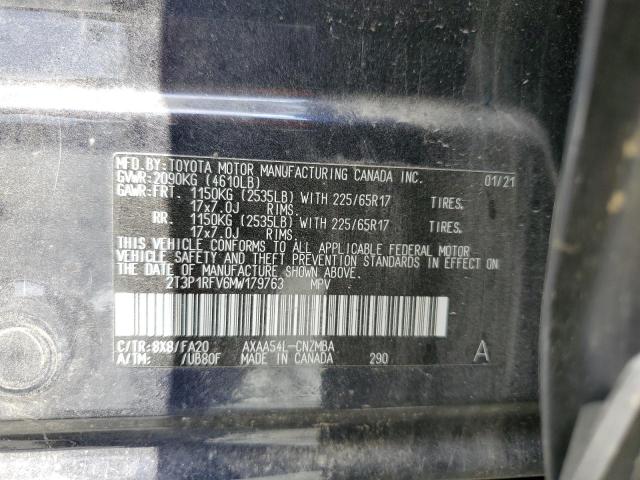 MFD.BY:TOYOTA MOTOR MANUFACTURING CANADA INC. 01/21
GVWR:2090KG (4610LB)
GAWR:FRT. 1150KG (2535LB) WITH 225/65R17 TIRES.
17x7.0J RIMS.
RR. 1150KG (2535LB) WITH 225/65R17 TIRES.
17x7.0J RIMS.
THIS VEHICLE CONFORMS TO ALL APPLICABLE FEDERAL MOTOR
VEHICLE SAFETY AND THEFT PREVENTION STANDARDS IN EFFECT
ON THE DATE OF MANUFACTURE SHOWN ABOVE.
2T3P1RFV6MW179763 MPV
C/TR:8X8/FA20 AXAA54L-CNZMBA
A/TM: /UB80F MADE IN CANADA 290 A